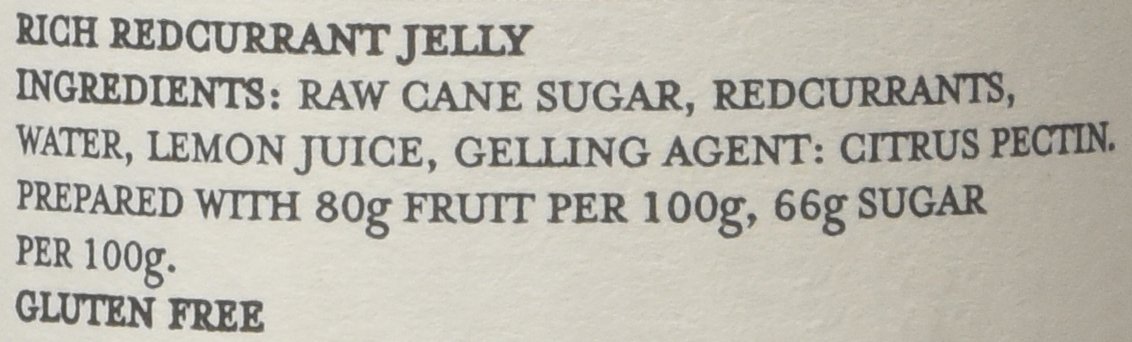 RICH REDCURRANT JELLY
INGREDIENTS: RAW CANE SUGAR, REDCURRANTS,
WATER, LEMON JUICE, GELLING AGENT: CITRUS PECTIN.
PREPARED WITH 80g FRUIT PER 100g, 66g SUGAR
PER 100g.
GLUTEN FREE